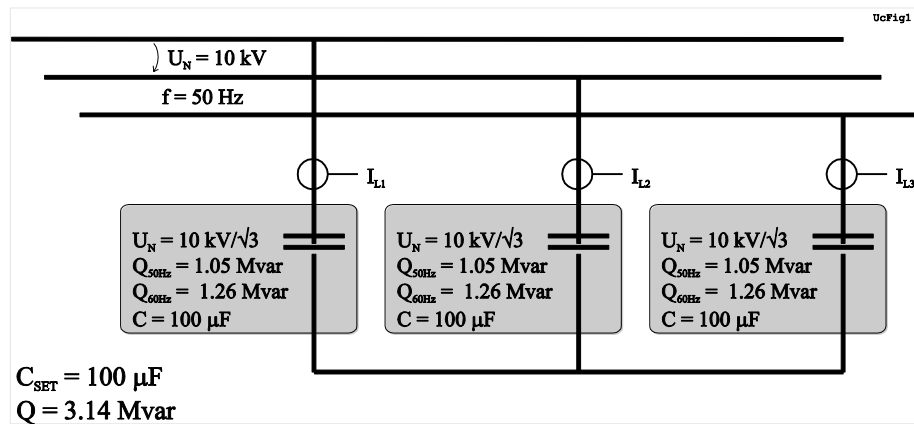 UcFig1
U_N = 10 kV
f = 50 Hz
I_L1
I_L2
I_L3
U_N = 10 kV/√3
Q_50Hz = 1.05 Mvar
Q_60Hz = 1.26 Mvar
C = 100 μF
U_N = 10 kV/√3
Q_50Hz = 1.05 Mvar
Q_60Hz = 1.26 Mvar
C = 100 μF
U_N = 10 kV/√3
Q_50Hz = 1.05 Mvar
Q_60Hz = 1.26 Mvar
C = 100 μF
C_SET = 100 μF
Q = 3.14 Mvar